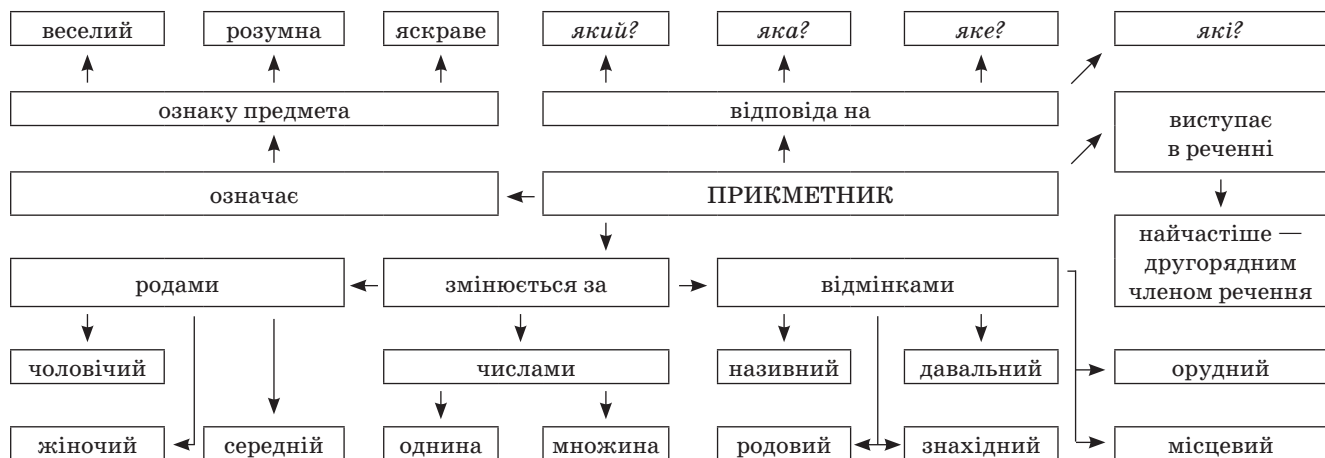 веселий
розумна
яскраве
який?
яка?
яке?
які?
ознаку предмета
відповіда на
виступає
в реченні
означає
ПРИКМЕТНИК
найчастіше —
другорядним
членом речення
родами
змінюється за
відмінками
чоловічий
числами
називний
давальний
орудний
жіночий
середній
однина
множина
родовий
знахідний
місцевий